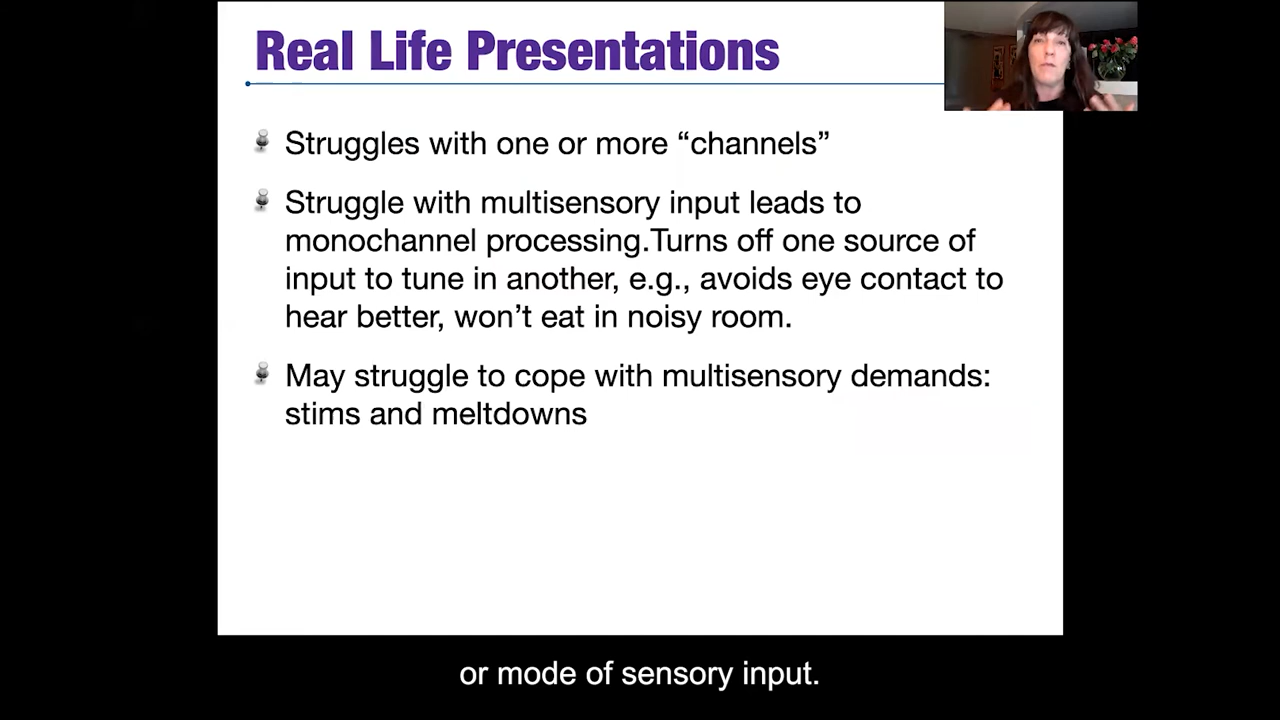 Real Life Presentations
Struggles with one or more “channels”
Struggle with multisensory input leads to
monochannel processing.Turns off one source of
input to tune in another, e.g., avoids eye contact to
hear better, won’t eat in noisy room.
May struggle to cope with multisensory demands:
stims and meltdowns
or mode of sensory input.